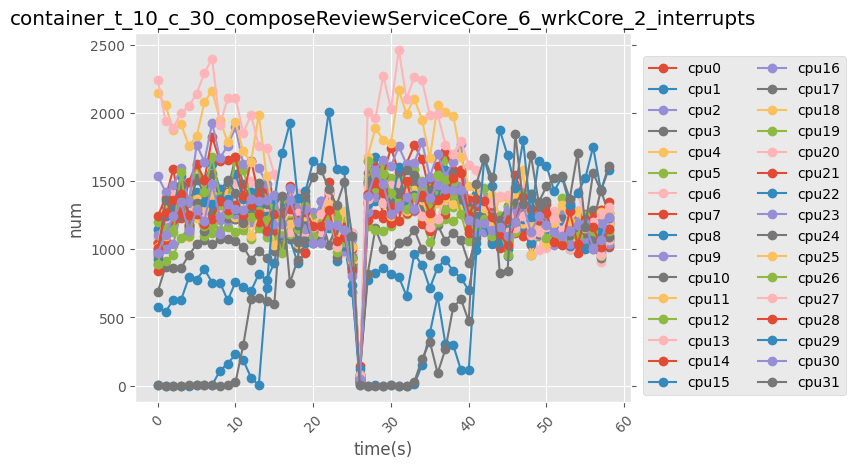 container_t_10_c_30_composeReviewServiceCore_6_wrkCore_2_interrupts
num
2500
2000
1500
1000
500
0
0
10
20
30
40
50
60
time(s)
cpu0
cpu1
cpu2
cpu3
cpu4
cpu5
cpu6
cpu7
cpu8
cpu9
cpu10
cpu11
cpu12
cpu13
cpu14
cpu15
cpu16
cpu17
cpu18
cpu19
cpu20
cpu21
cpu22
cpu23
cpu24
cpu25
cpu26
cpu27
cpu28
cpu29
cpu30
cpu31